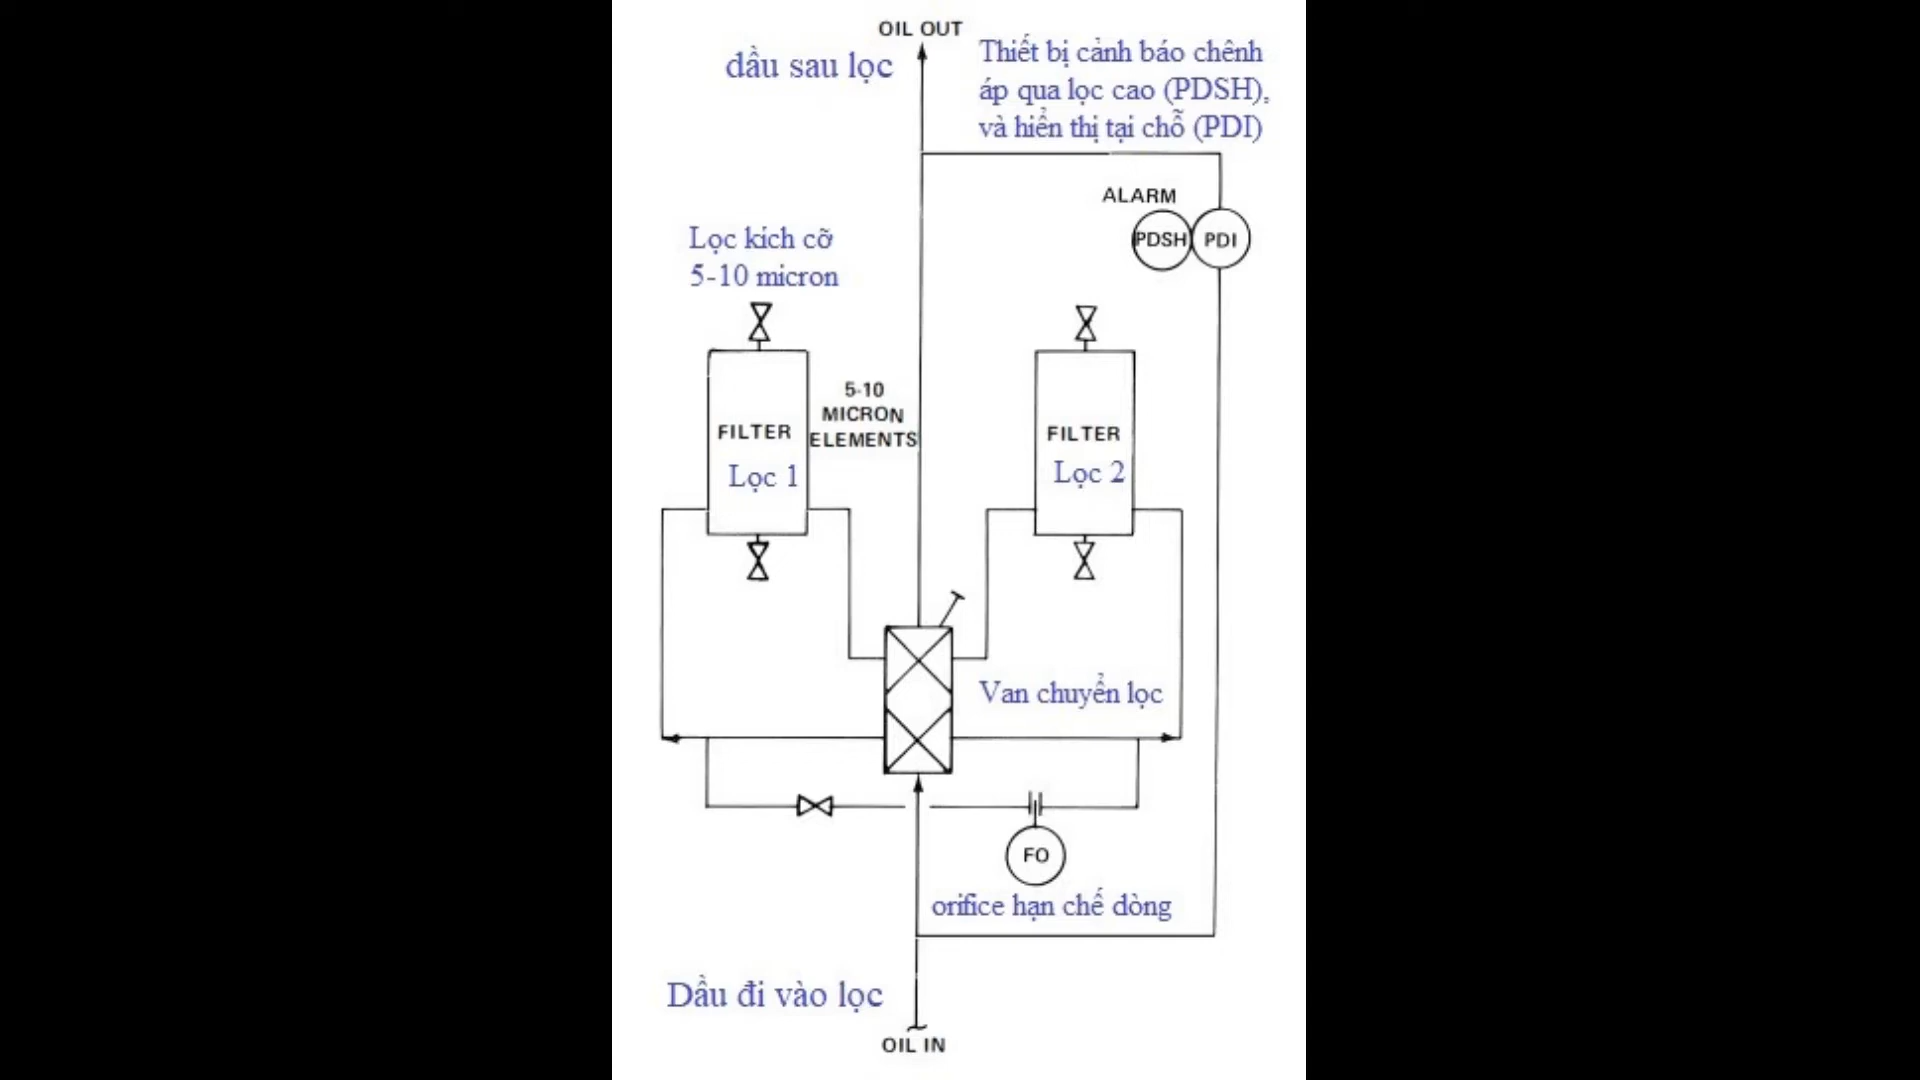 OIL OUT
dầu sau lọc
Thiết bị cảnh báo chênh
áp qua lọc cao (PDSH),
và hiển thị tại chỗ (PDI)
ALARM
PDSH
PDI
Lọc kích cỡ
5-10 micron
5-10
MICRON
ELEMENTS
FILTER
Lọc 1
FILTER
Lọc 2
Van chuyển lọc
FO
orifice hạn chế dòng
Dầu đi vào lọc
OIL IN